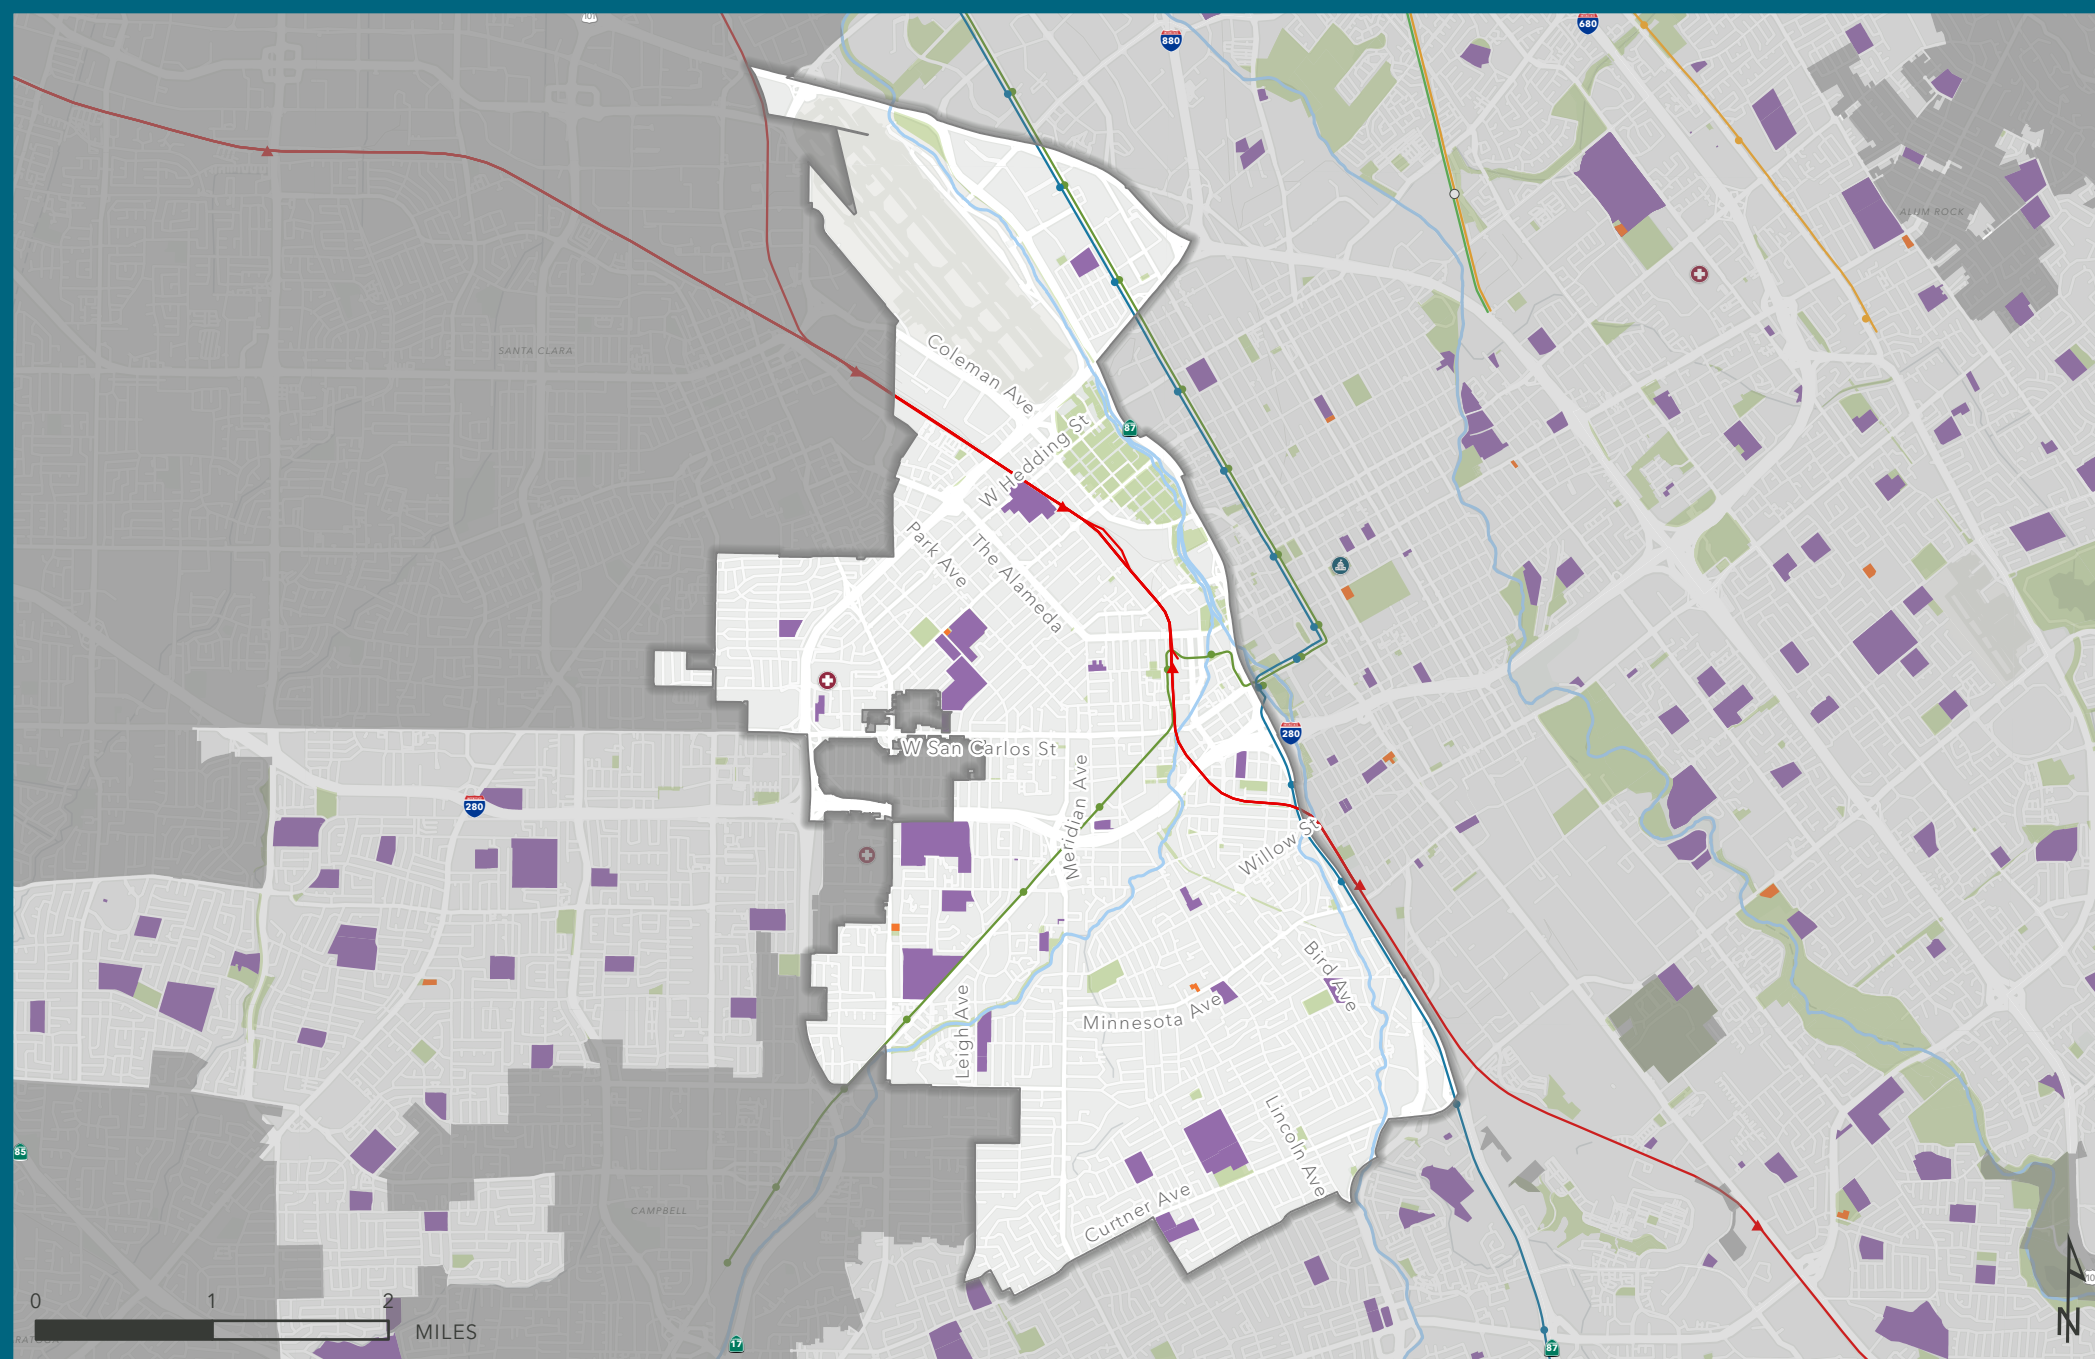 101
880
680
ALUM ROCK
SANTA CLARA
Coleman Ave
87
W Hedding St
Park Ave
The Alameda
280
W San Carlos St
Meridian Ave
280
Willow St
Bird Ave
Leigh Ave
Minnesota Ave
Lincoln Ave
85
CAMPBELL
Curtner Ave
0 1 2
MILES
N
17
87